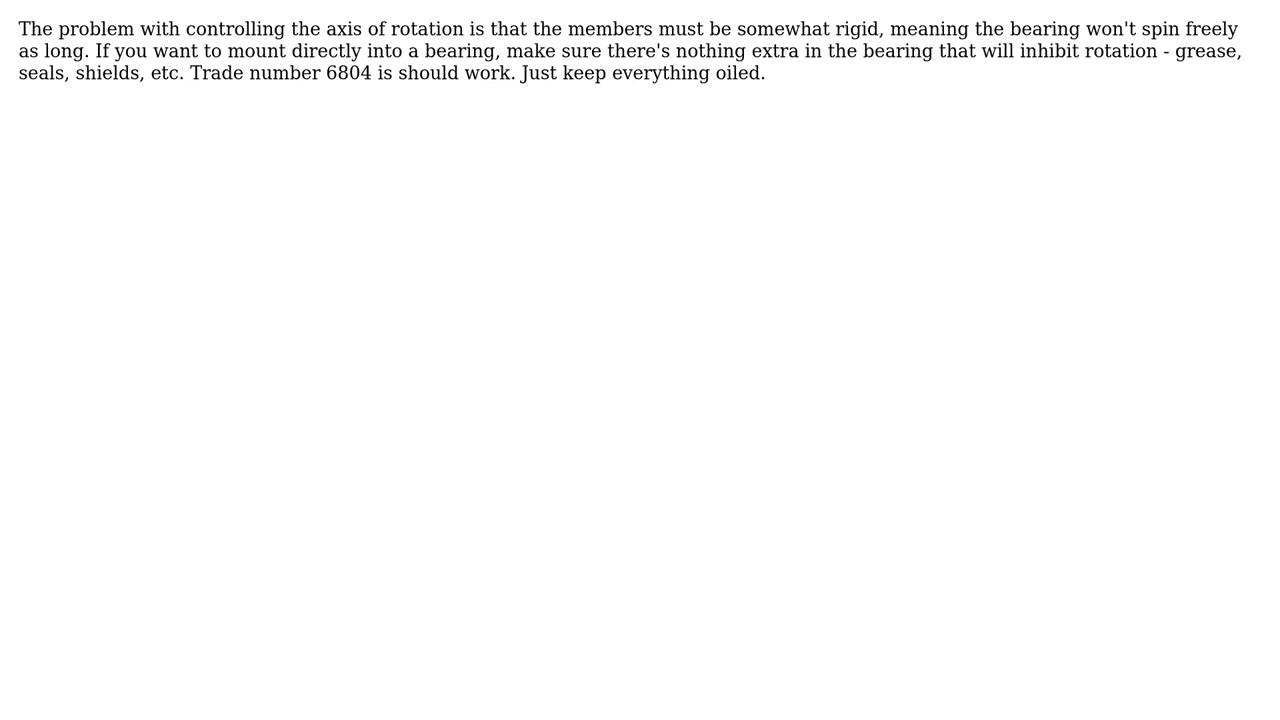 The problem with controlling the axis of rotation is that the members must be somewhat rigid, meaning the bearing won't spin freely
as long. If you want to mount directly into a bearing, make sure there's nothing extra in the bearing that will inhibit rotation - grease,
seals, shields, etc. Trade number 6804 is should work. Just keep everything oiled.